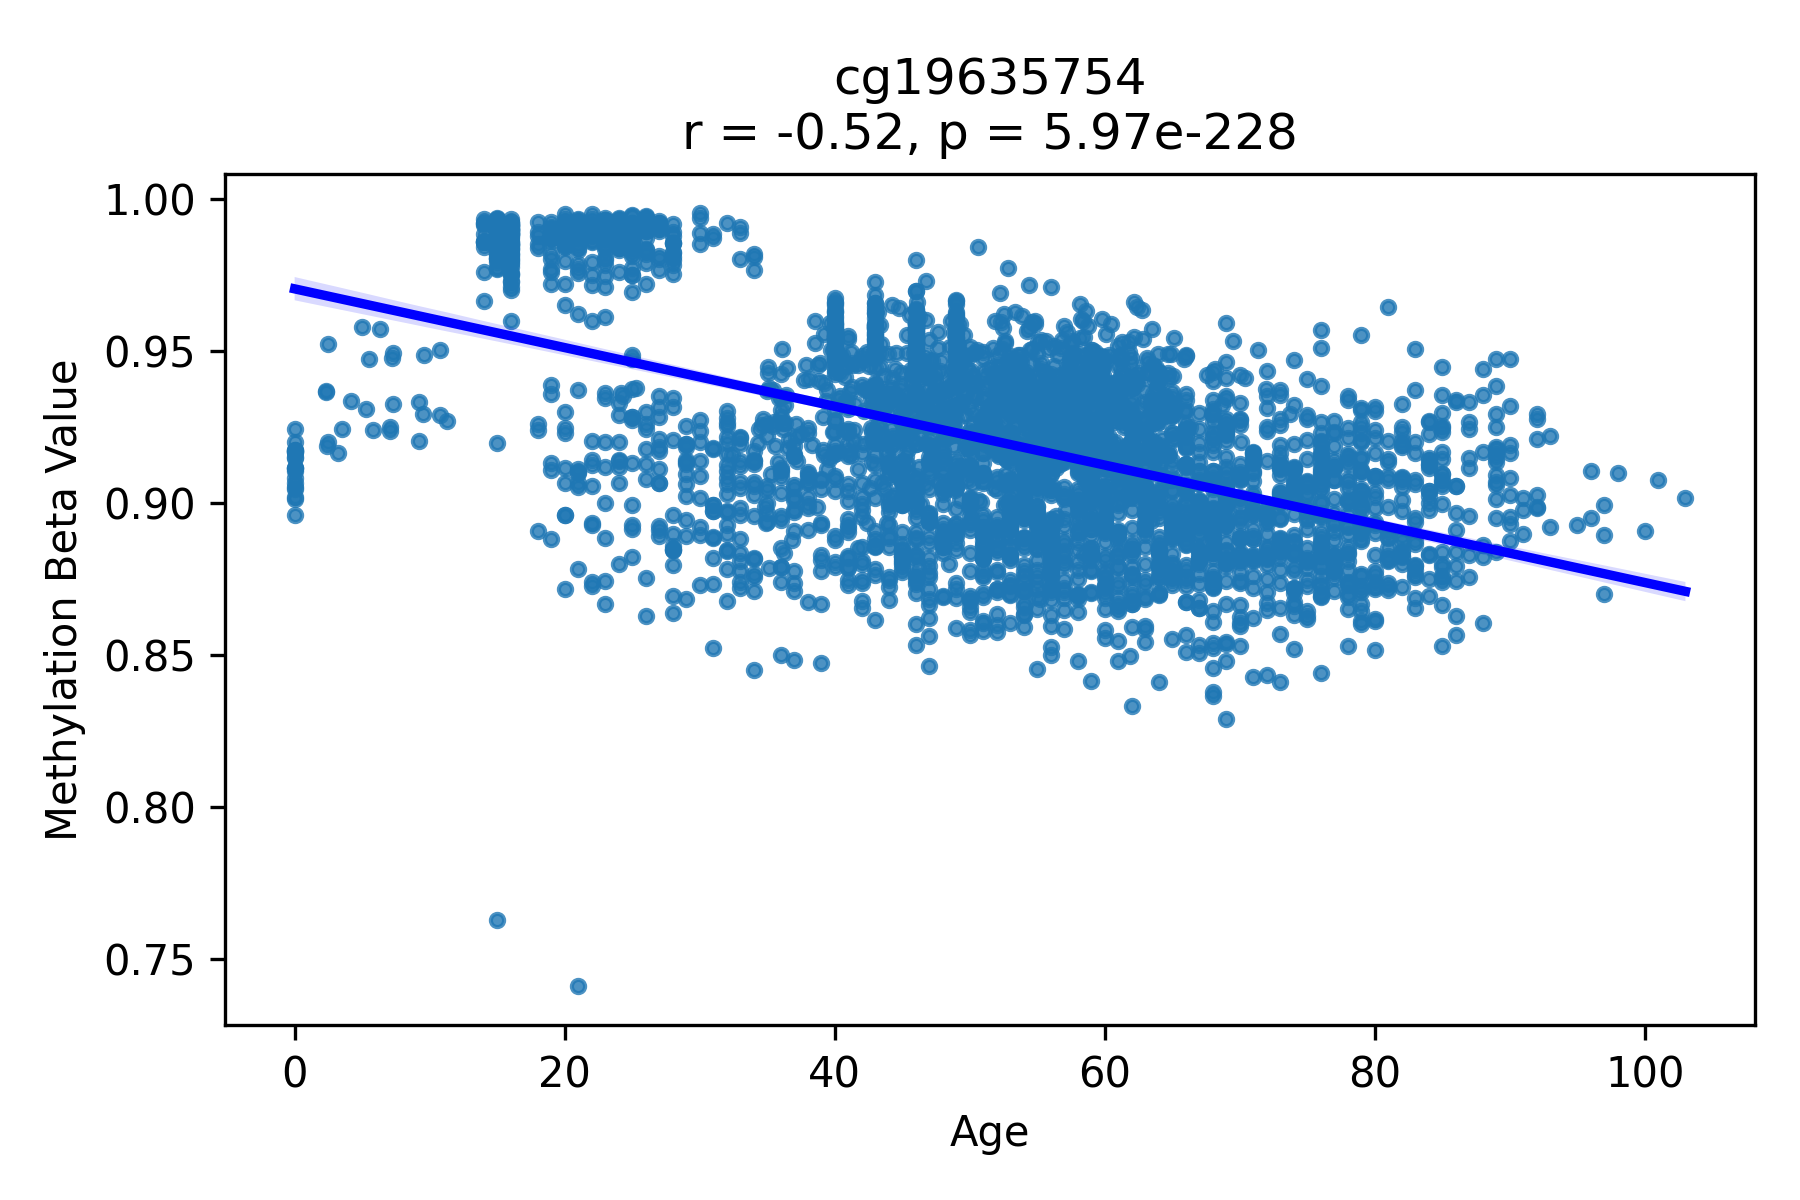 cg19635754
r = -0.52, p = 5.97e-228
1.00
0.95
0.90
0.85
0.80
0.75
Methylation Beta Value
0 20 40 60 80 100
Age